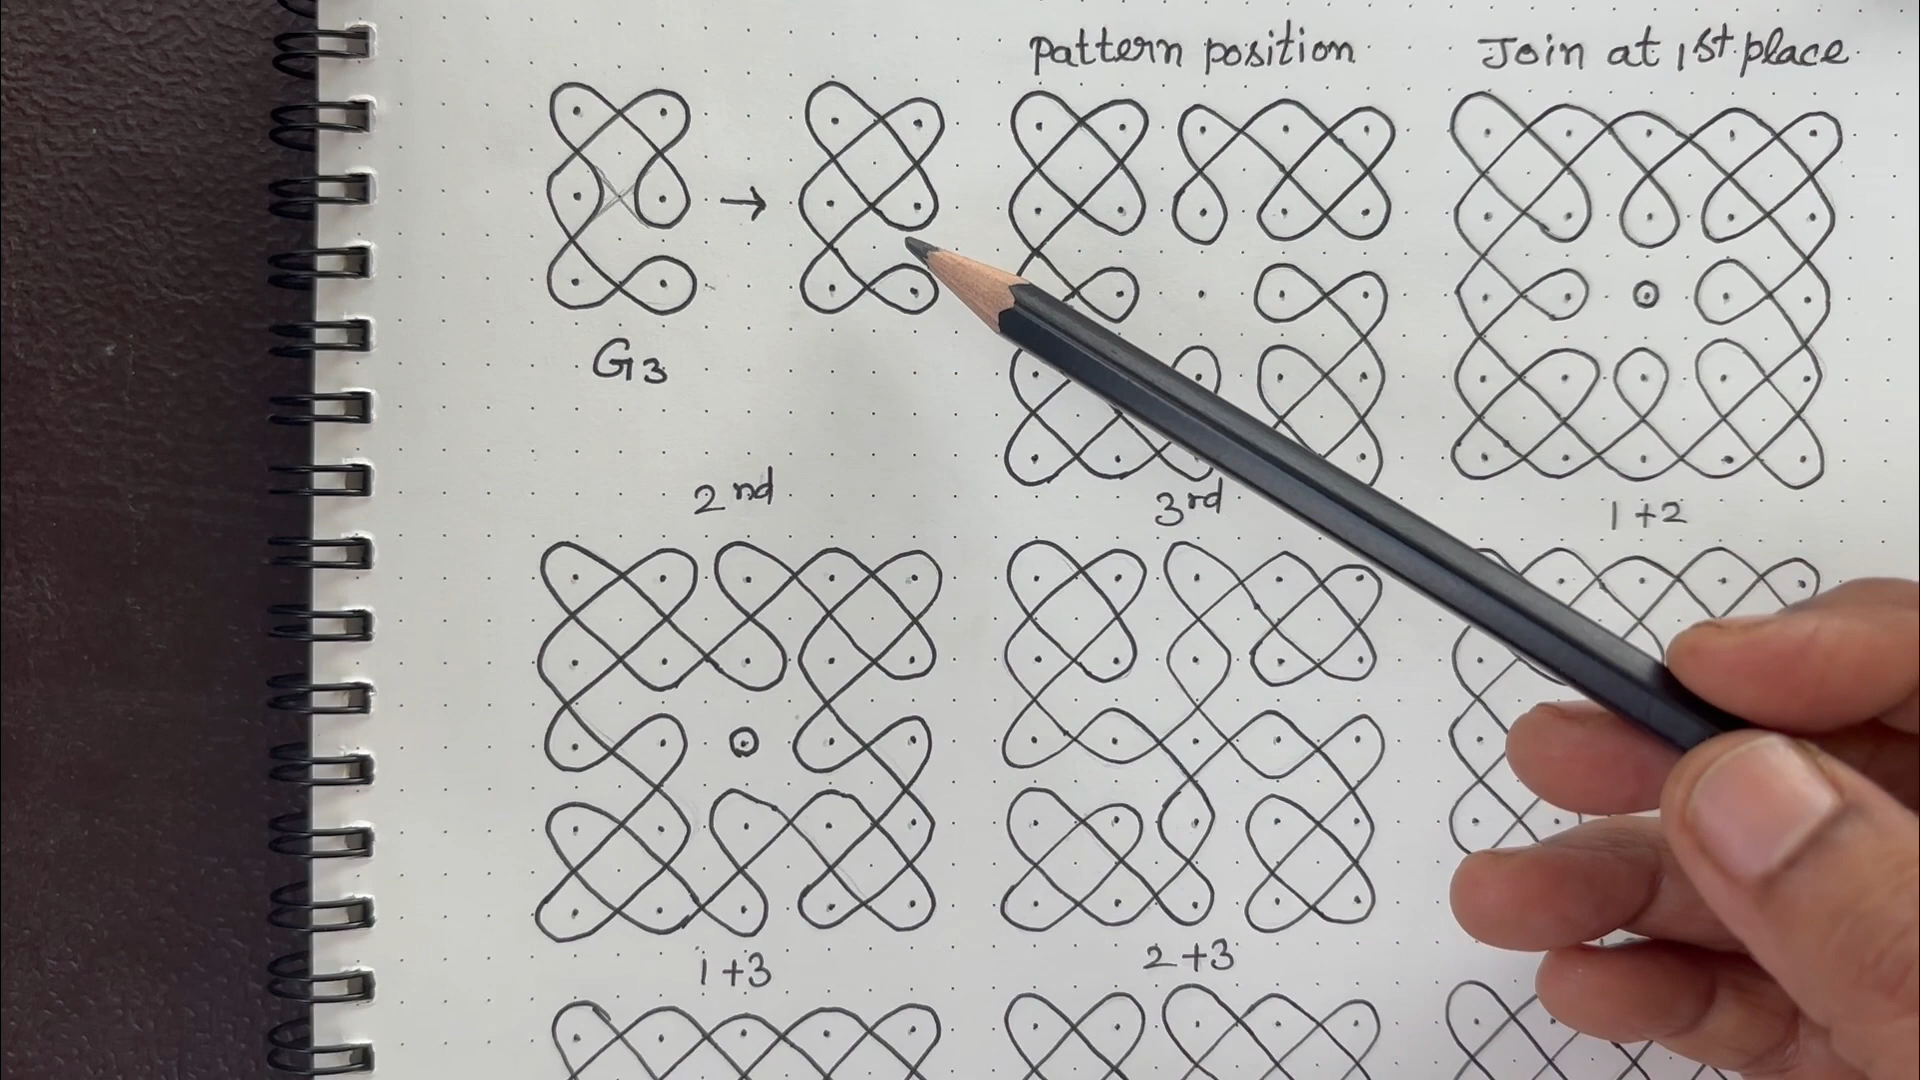 pattern position
Join at 1st place
G3
2nd
3rd
1+2
1+3
2+3